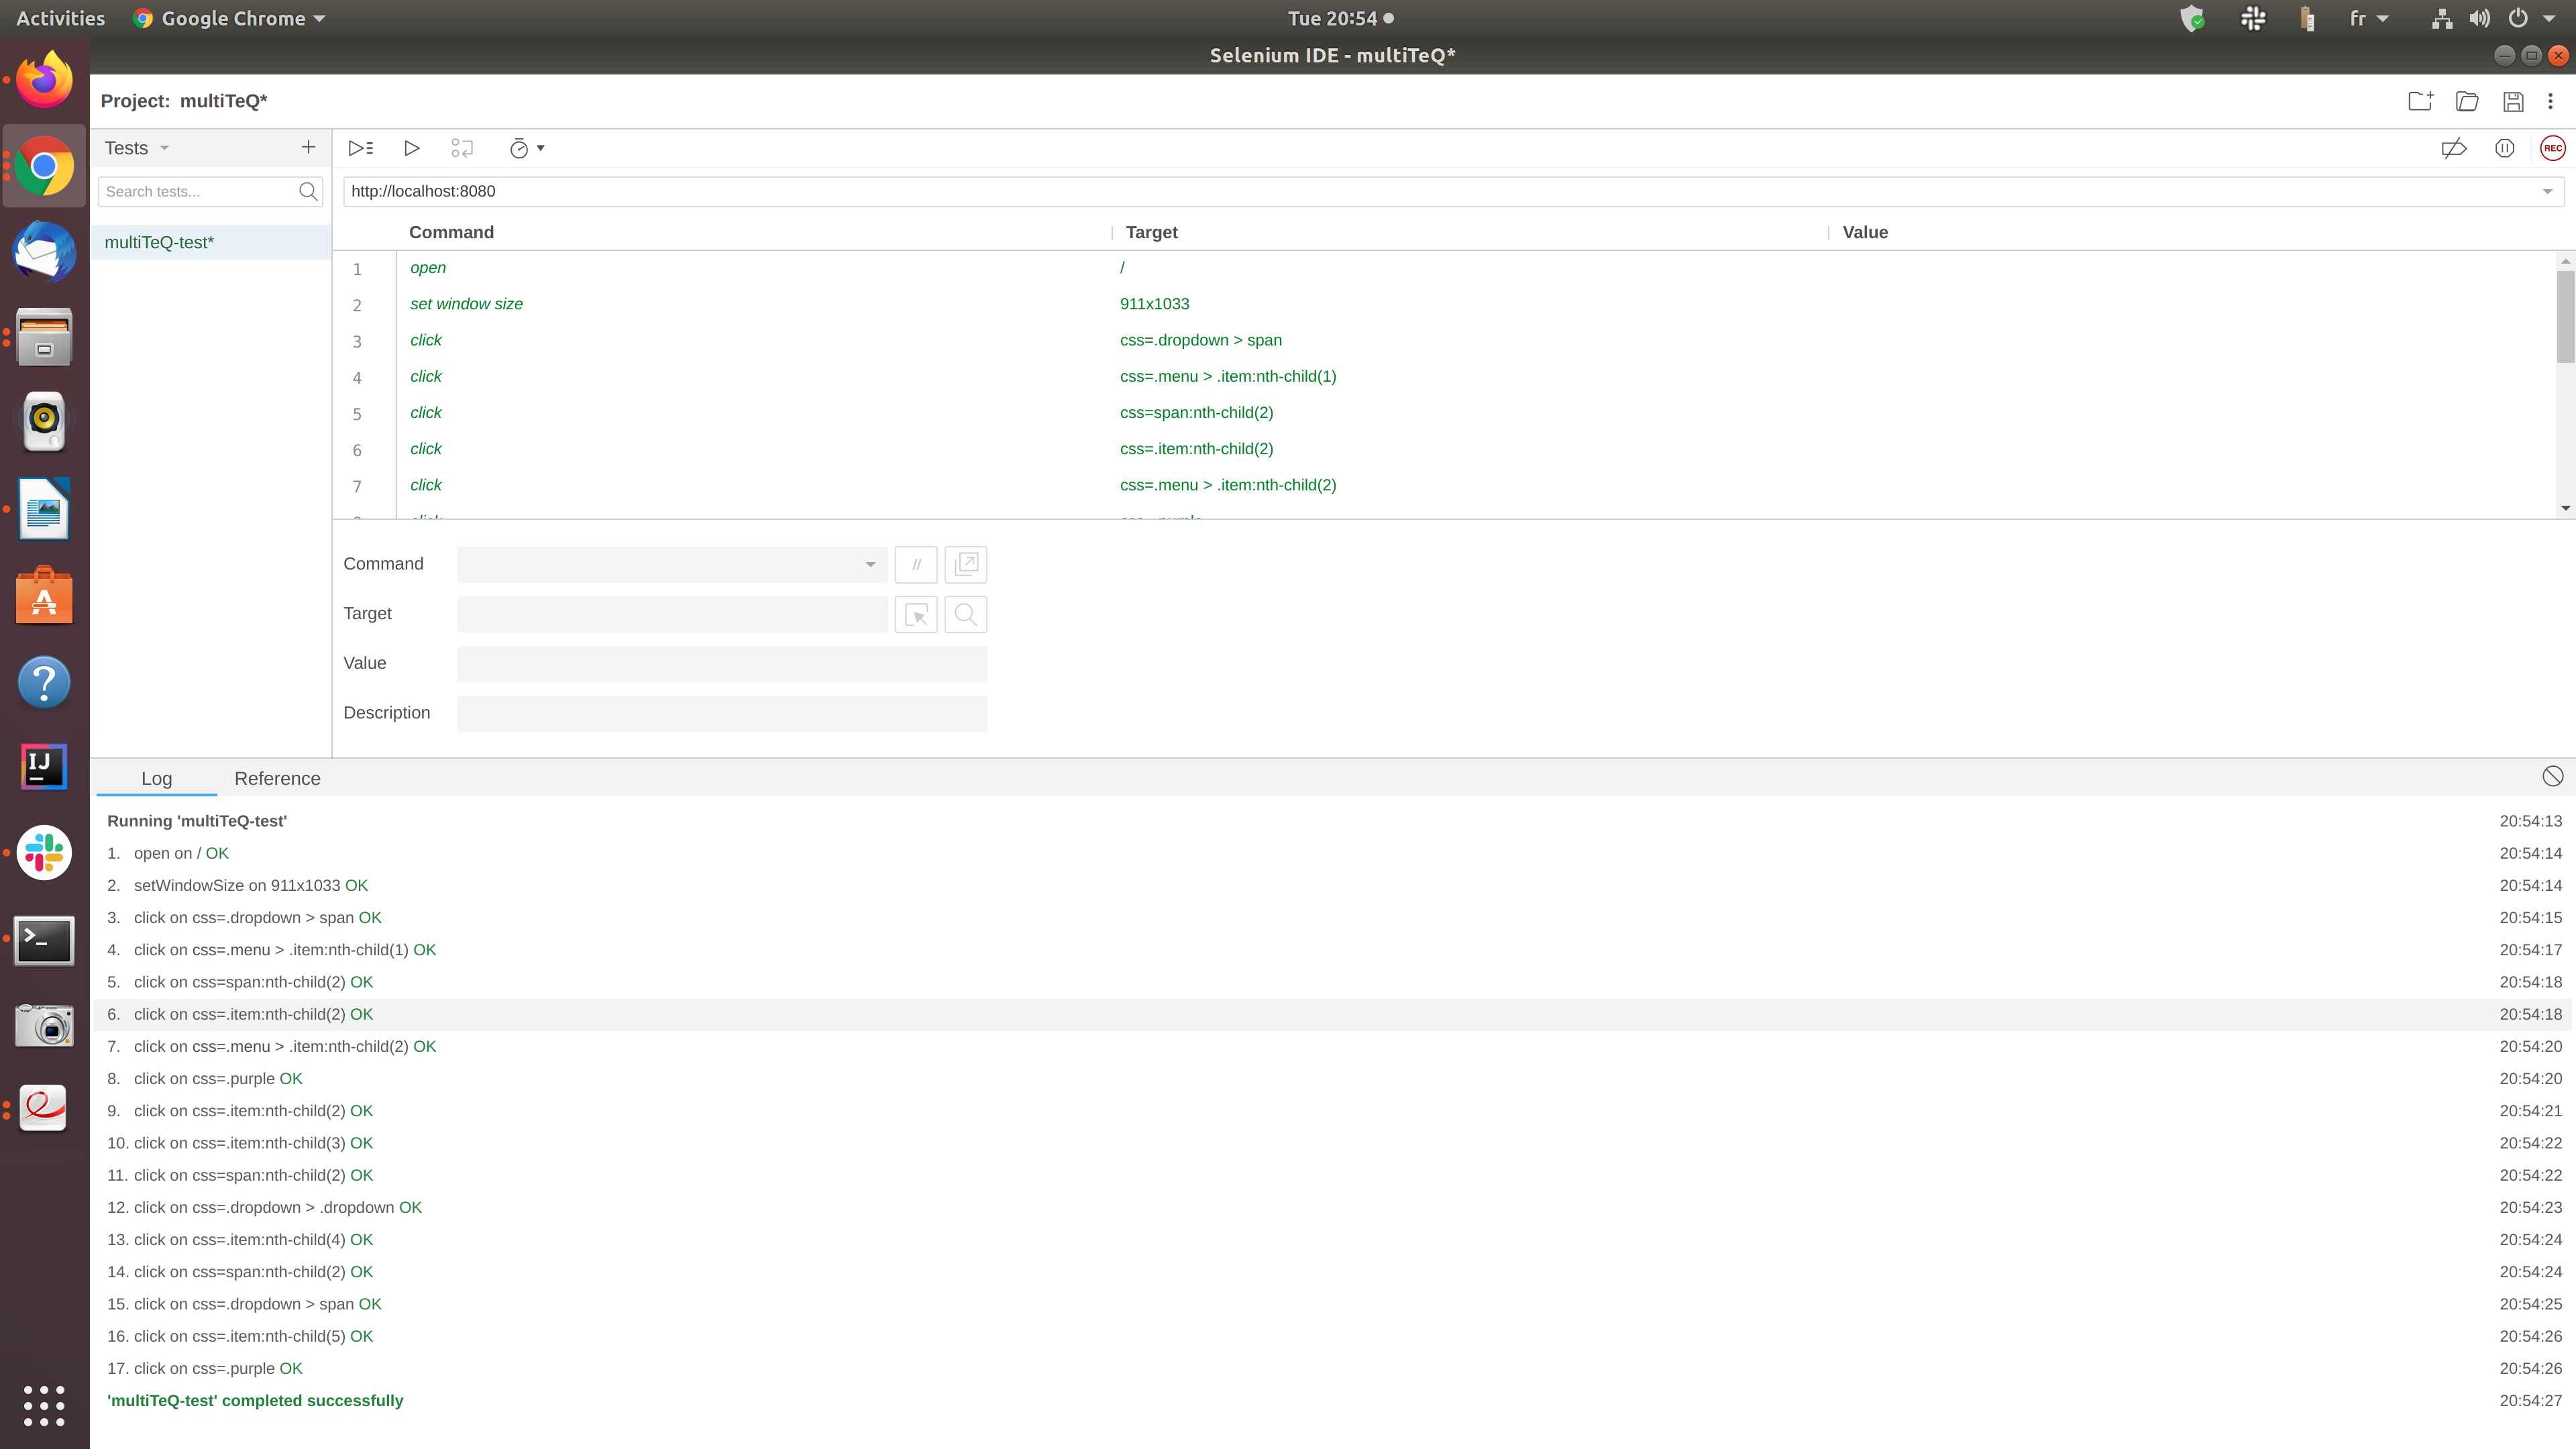 Activities
Google Chrome
Tue 20:54
fr
Selenium IDE - multiTeQ*
Project: multiTeQ*
Tests
Search tests...
multiTeQ-test*
REC
http://localhost:8080
Command Target Value
1 open /
2 set window size 911x1033
3 click css=.dropdown > span
4 click css=.menu > .item:nth-child(1)
5 click css=span:nth-child(2)
6 click css=.item:nth-child(2)
7 click css=.menu > .item:nth-child(2)
Command
//
Target
Value
Description
Log Reference
Running 'multiTeQ-test' 20:54:13
1. open on / OK 20:54:14
2. setWindowSize on 911x1033 OK 20:54:14
3. click on css=.dropdown > span OK 20:54:15
4. click on css=.menu > .item:nth-child(1) OK 20:54:17
5. click on css=span:nth-child(2) OK 20:54:18
6. click on css=.item:nth-child(2) OK 20:54:18
7. click on css=.menu > .item:nth-child(2) OK 20:54:20
8. click on css=.purple OK 20:54:20
9. click on css=.item:nth-child(2) OK 20:54:21
10. click on css=.item:nth-child(3) OK 20:54:22
11. click on css=span:nth-child(2) OK 20:54:22
12. click on css=.dropdown > .dropdown OK 20:54:23
13. click on css=.item:nth-child(4) OK 20:54:24
14. click on css=span:nth-child(2) OK 20:54:24
15. click on css=.dropdown > span OK 20:54:25
16. click on css=.item:nth-child(5) OK 20:54:26
17. click on css=.purple OK 20:54:26
'multiTeQ-test' completed successfully 20:54:27
IJ